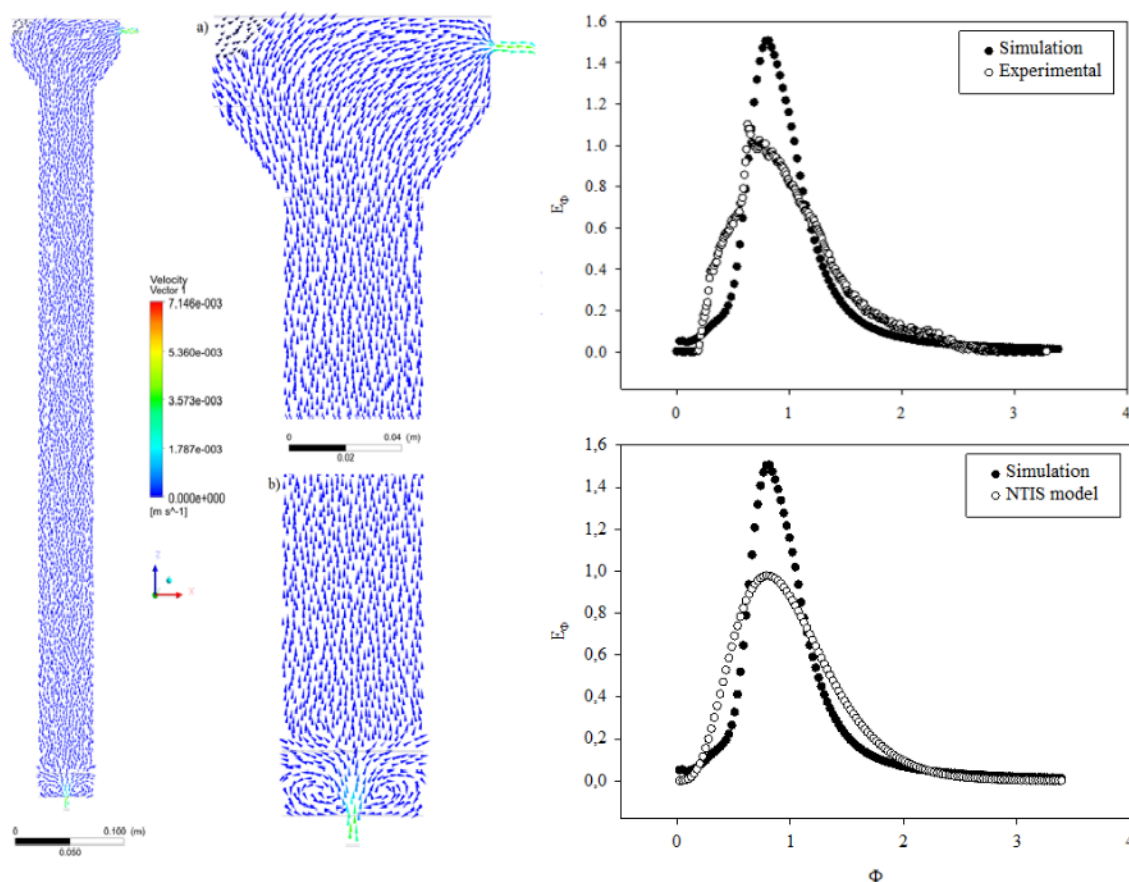 Velocity
Vector 1
7.146e-003
5.360e-003
3.573e-003
1.787e-003
0.000e+000
[m s^-1]
Z
X
0
0.100 (m)
0.050
a)
0
0.04 (m)
0.02
b)
1.6
1.4
1.2
1.0
0.8
0.6
0.4
0.2
0.0
EΦ
Simulation
Experimental
0
1
2
3
4
1,6
1,4
1,2
1,0
0,8
0,6
0,4
0,2
0,0
EΦ
Simulation
NTIS model
0
1
2
3
4
Φ